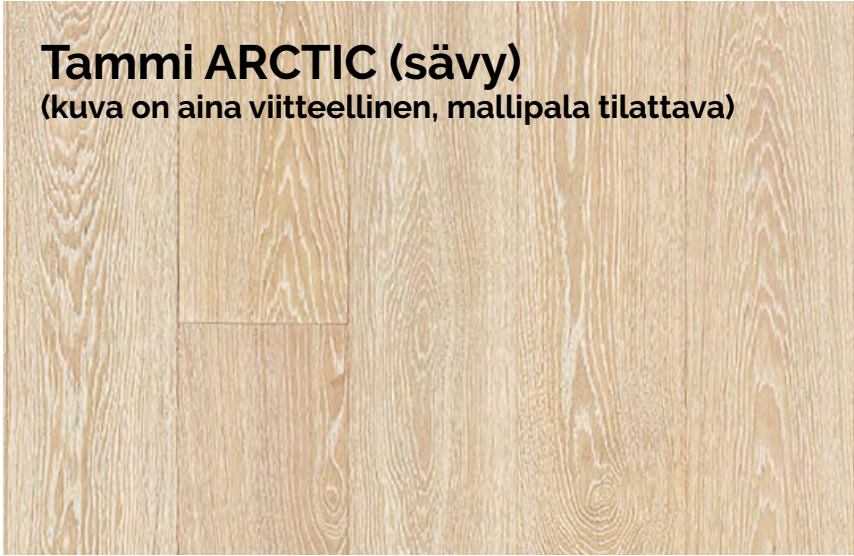 Tammi ARCTIC (sävy)
(kuva on aina viitteellinen, mallipala tilattava)